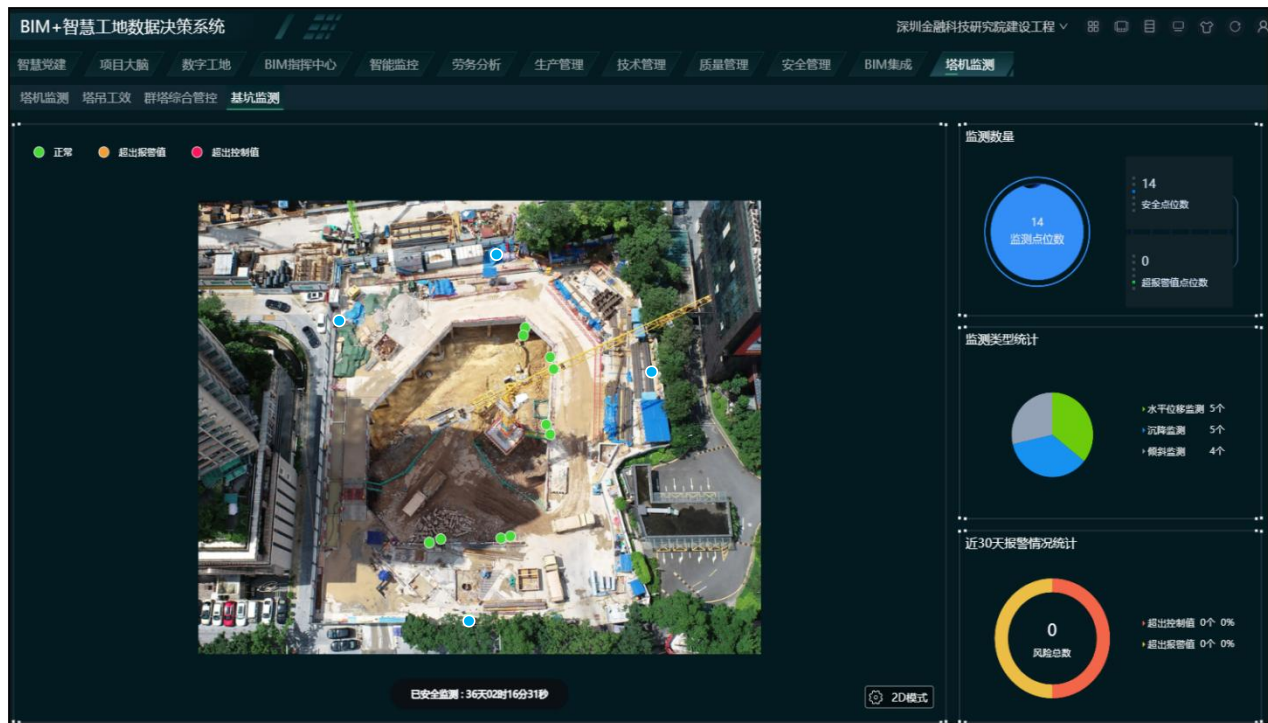 BIM+智慧工地数据决策系统
深圳金融科技研究院建设工程
智慧党建 项目大脑 数字工地 BIM指挥中心 智能监控 劳务分析 生产管理 技术管理 质量管理 安全管理 BIM集成 塔机监测
塔机监测 塔吊工效 群塔综合管控 基坑监测
正常 超出报警值 超出控制值
已安全监测：36天02时16分31秒
2D模式
监测数量
14
监测点位数
14
安全点位数
0
超报警值点位数
监测类型统计
水平位移监测 5个
沉降监测 5个
倾斜监测 4个
近30天报警情况统计
0
风险总数
超出控制值 0个 0%
超出报警值 0个 0%